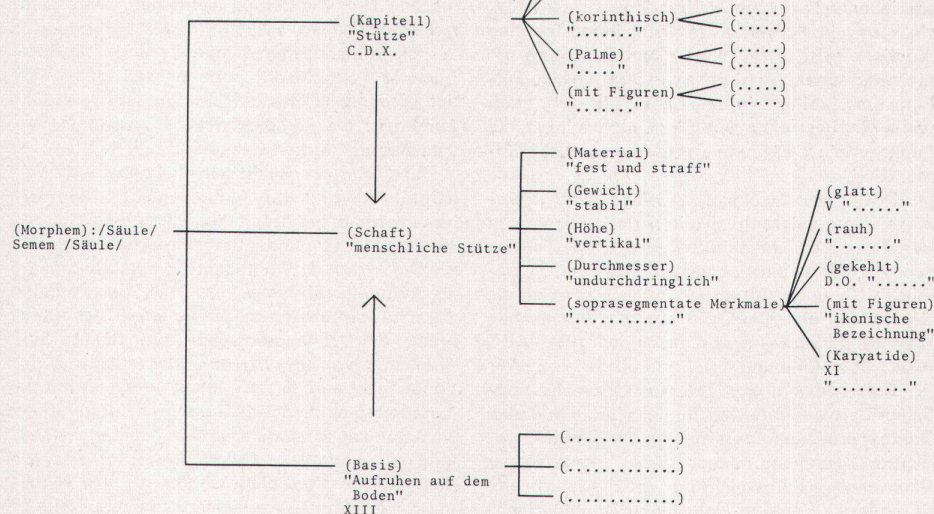 (Morphem):/Säule/
Semem /Säule/
(Kapitell)
"Stütze"
C.D.X.
(korinthisch)
"......."
(.....)
(.....)
(Palme)
"....."
(.....)
(.....)
(mit Figuren)
"......."
(.....)
(.....)
(Schaft)
"menschliche Stütze"
(Material)
"fest und straff"
(Gewicht)
"stabil"
(Höhe)
"vertikal"
(Durchmesser)
"undurchdringlich"
(soprasegmentate Merkmale)
"............"
(glatt)
V "......"
(rauh)
"......."
(gekehlt)
D.O. "......"
(mit Figuren)
"ikonische
Bezeichnung"
(Karyatide)
XI
"........."
(Basis)
"Aufruhen auf dem
Boden"
XIII
(.............)
(.............)
(.............)